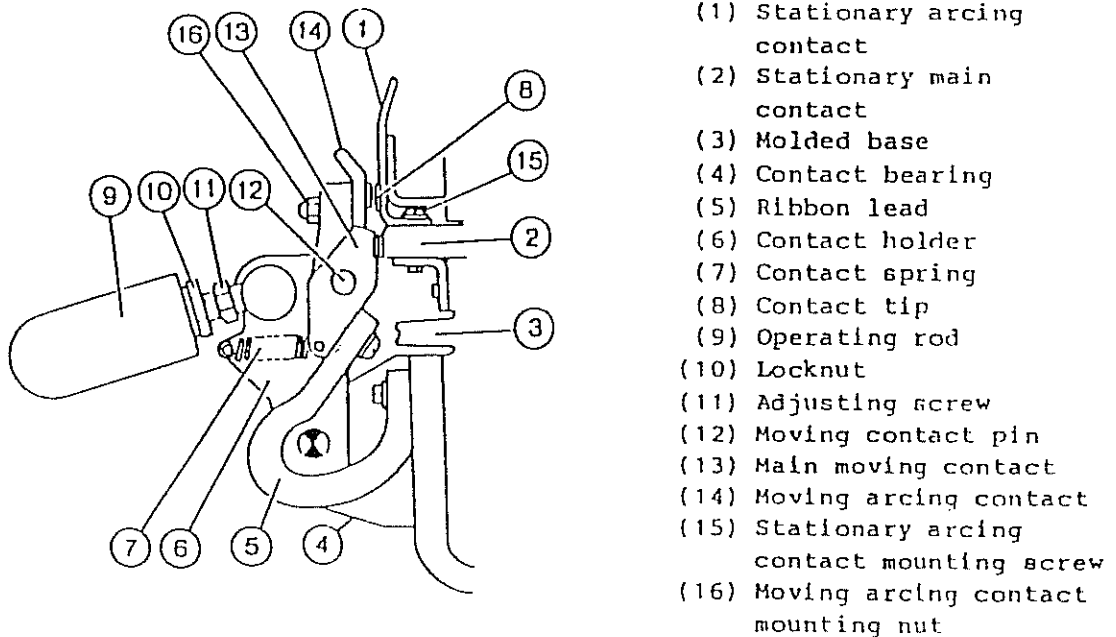 16
13
14
1
8
15
9
10
11
12
2
3
7
6
5
4
(1) Stationary arcing
contact
(2) Stationary main
contact
(3) Molded base
(4) Contact bearing
(5) Ribbon lead
(6) Contact holder
(7) Contact spring
(8) Contact tip
(9) Operating rod
(10) Locknut
(11) Adjusting screw
(12) Moving contact pin
(13) Main moving contact
(14) Moving arcing contact
(15) Stationary arcing
contact mounting screw
(16) Moving arcing contact
mounting nut